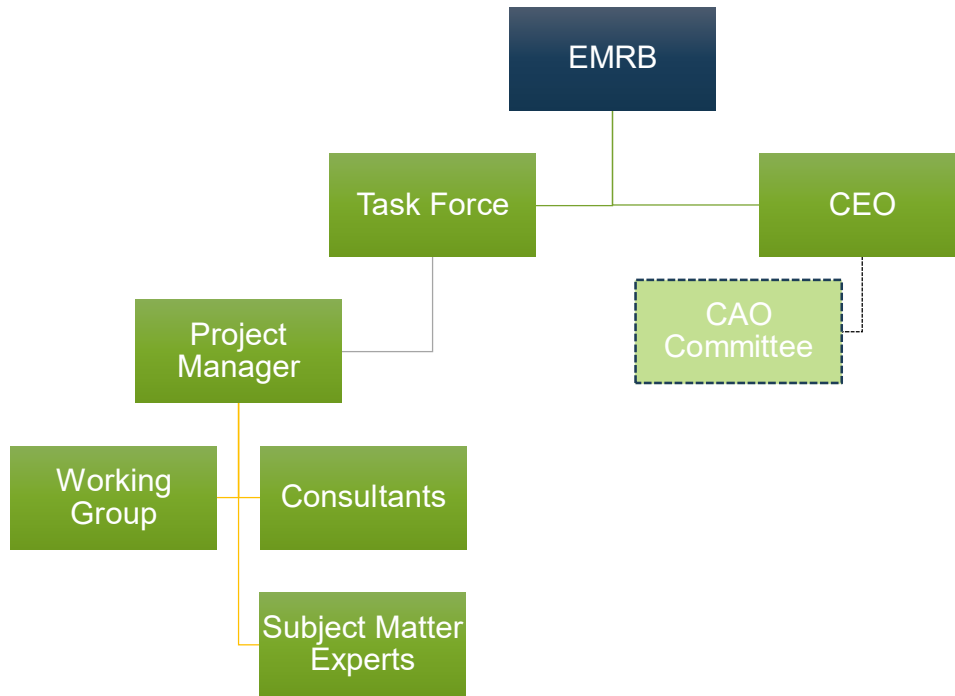 EMRB
Task Force
CEO
Project
Manager
CAO
Committee
Working
Group
Consultants
Subject Matter
Experts